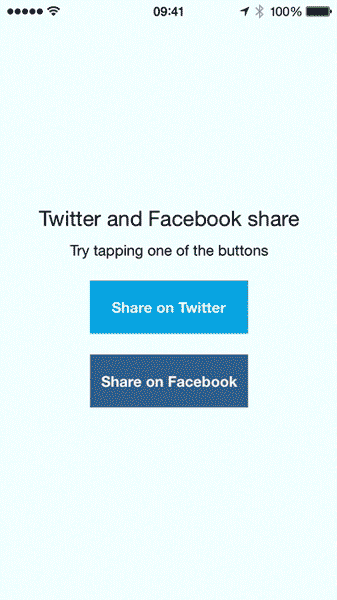 09:41 100%
Twitter and Facebook share
Try tapping one of the buttons
Share on Twitter
Share on Facebook